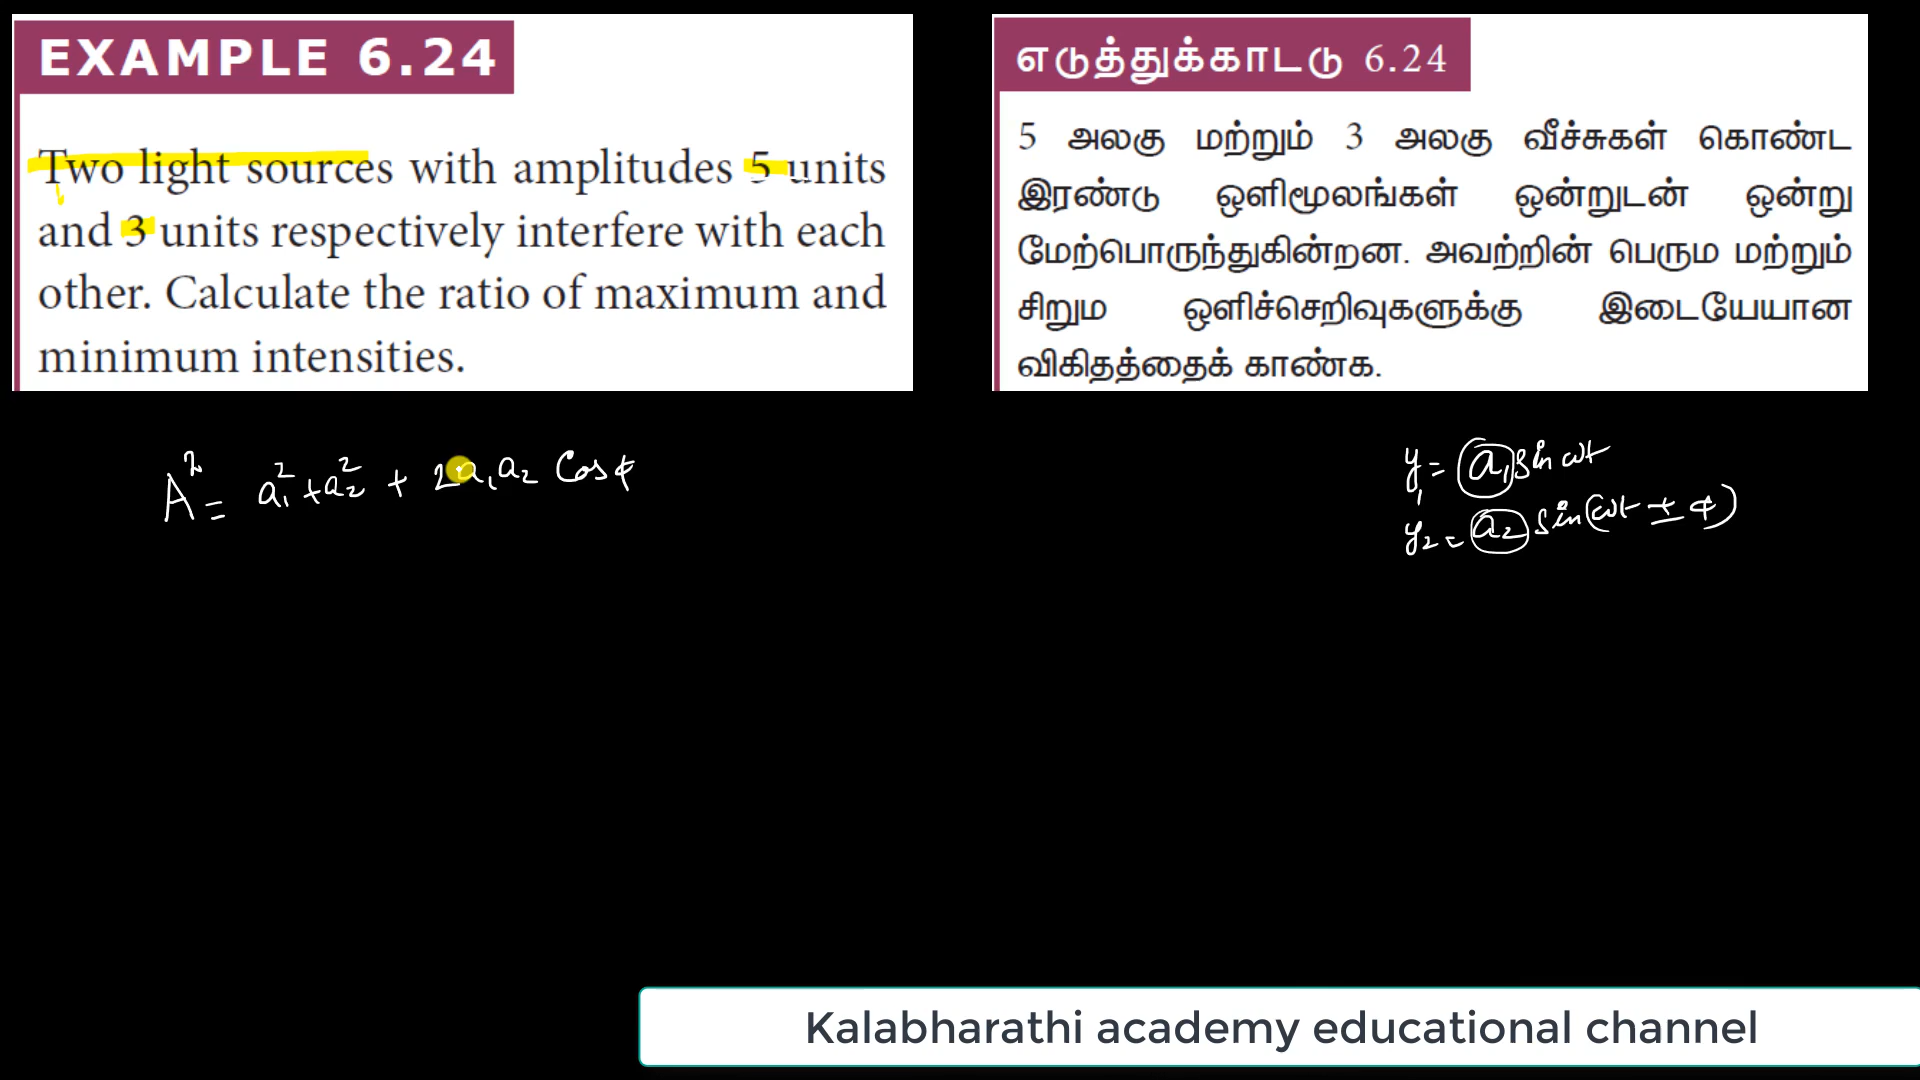 EXAMPLE 6.24
Two light sources with amplitudes 5 units
and 3 units respectively interfere with each
other. Calculate the ratio of maximum and
minimum intensities.
எடுத்துக்காட்டு 6.24
5 அலகு மற்றும் 3 அலகு வீச்சுகள் கொண்ட
இரண்டு ஒளிமூலங்கள் ஒன்றுடன் ஒன்று
மேற்பொருந்துகின்றன. அவற்றின் பெரும மற்றும்
சிறும ஒளிச்செறிவுகளுக்கு இடையேயான
விகிதத்தைக் காண்க.
A² = a₁² + a₂² + 2a₁a₂ Cos φ
y₁ = a₁ sin ωt
y₂ = a₂ sin(ωt ± φ)
Kalabharathi academy educational channel